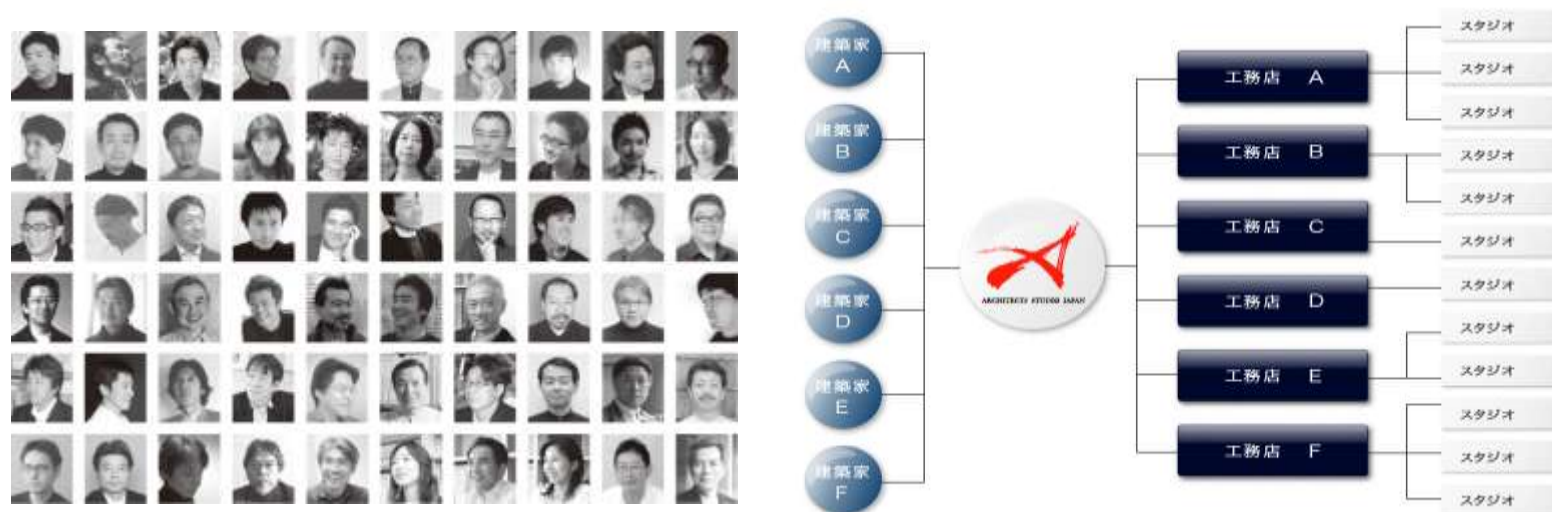 建築家
A
建築家
B
建築家
C
建築家
D
建築家
E
建築家
F
ARCHITECTS STUDIO JAPAN
工務店 A
工務店 B
工務店 C
工務店 D
工務店 E
工務店 F
スタジオ
スタジオ
スタジオ
スタジオ
スタジオ
スタジオ
スタジオ
スタジオ
スタジオ
スタジオ
スタジオ
スタジオ